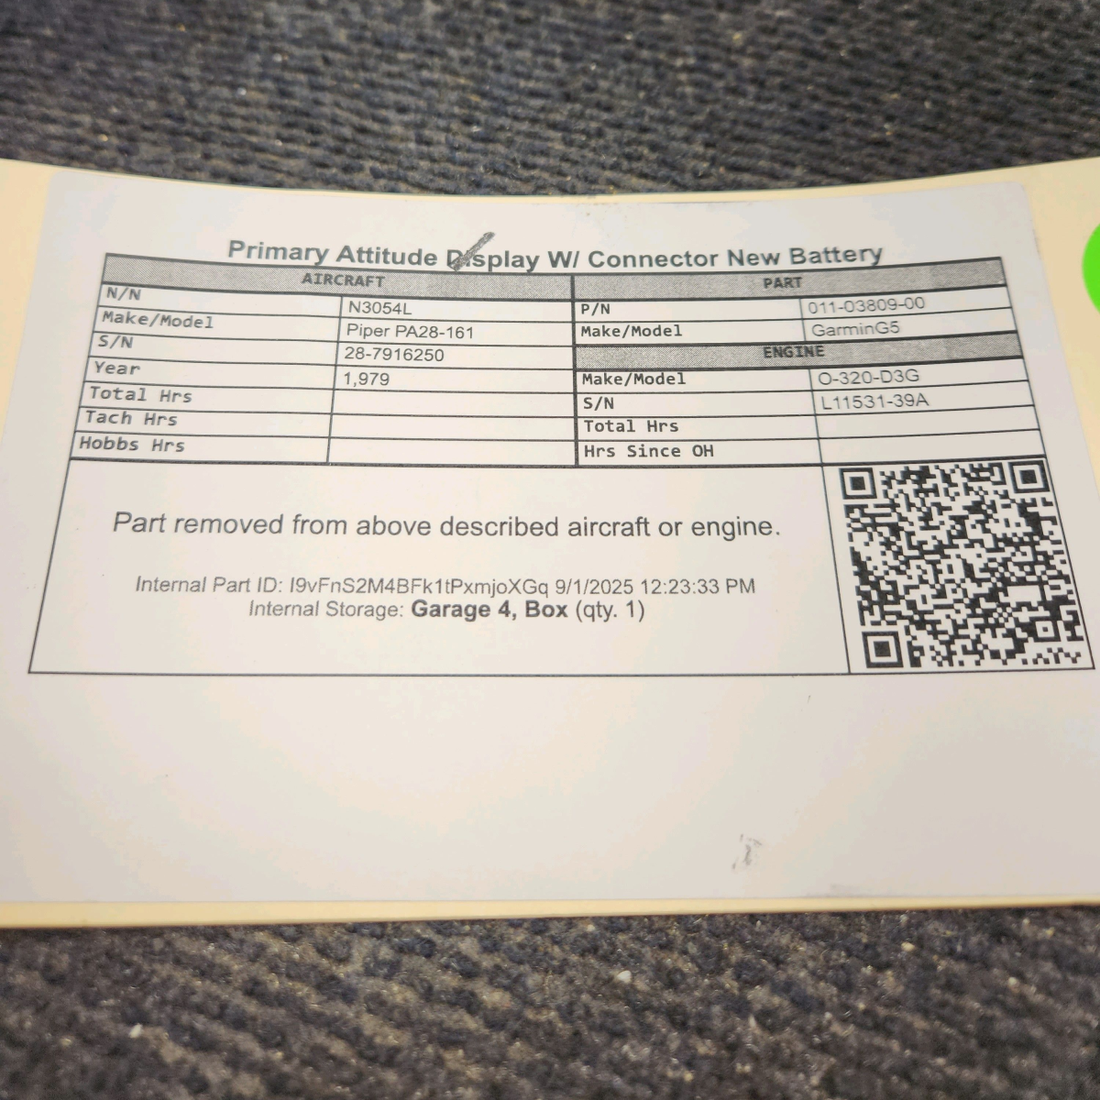 Primary Attitude Display W/ Connector New Battery
AIRCRAFT PART
N/N N3054L P/N 011-03809-00
Make/Model Piper PA28-161 Make/Model GarminG5
S/N 28-7916250 ENGINE
Year 1,979 Make/Model O-320-D3G
Total Hrs S/N L11531-39A
Tach Hrs Total Hrs
Hobbs Hrs Hrs Since OH
Part removed from above described aircraft or engine.
Internal Part ID: I9vFnS2M4BFk1tPxmjoXGq 9/1/2025 12:23:33 PM
Internal Storage: Garage 4, Box (qty. 1)